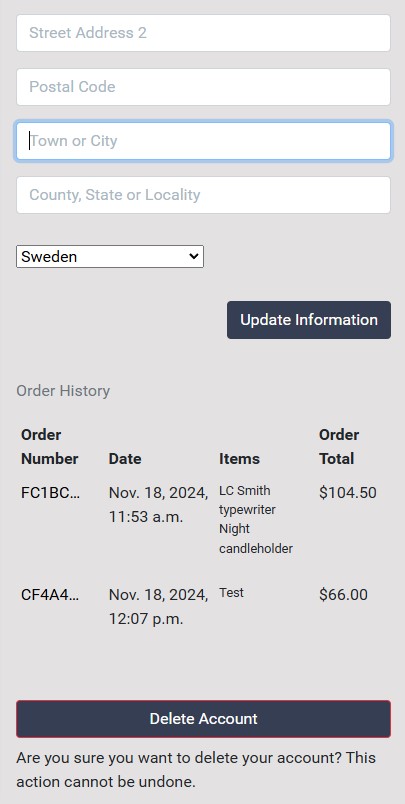 Street Address 2
Postal Code
Town or City
County, State or Locality
Sweden
Update Information
Order History
Order Number Date Items Order Total
FC1BC... Nov. 18, 2024, 11:53 a.m. LC Smith typewriter Night candleholder $104.50
CF4A4... Nov. 18, 2024, 12:07 p.m. Test $66.00
Delete Account
Are you sure you want to delete your account? This
action cannot be undone.